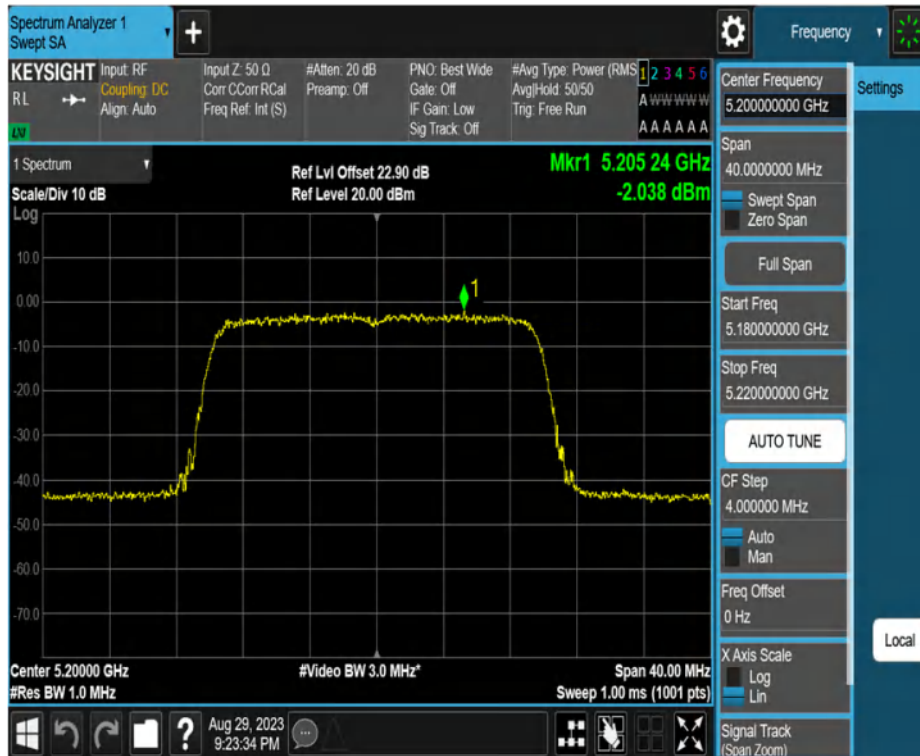 Spectrum Analyzer 1
Swept SA
+
Frequency
KEYSIGHT
RL
LXI
Input: RF
Coupling: DC
Align: Auto
Input Z: 50 Ω
Corr CCorr RCal
Freq Ref: Int (S)
#Atten: 20 dB
Preamp: Off
PNO: Best Wide
Gate: Off
IF Gain: Low
Sig Track: Off
#Avg Type: Power (RMS
Avg|Hold: 50/50
Trig: Free Run
1 2 3 4 5 6
A W W W W W
A A A A A A
Center Frequency
5.200000000 GHz
Settings
Span
40.0000000 MHz
Swept Span
Zero Span
Full Span
Start Freq
5.180000000 GHz
Stop Freq
5.220000000 GHz
AUTO TUNE
CF Step
4.000000 MHz
Auto
Man
Freq Offset
0 Hz
X Axis Scale
Log
Lin
Signal Track
(Span Zoom)
Local
1 Spectrum
Scale/Div 10 dB
Log
Ref Lvl Offset 22.90 dB
Ref Level 20.00 dBm
Mkr1 5.205 24 GHz
-2.038 dBm
1
10.0
0.00
-10.0
-20.0
-30.0
-40.0
-50.0
-60.0
-70.0
Center 5.20000 GHz
#Res BW 1.0 MHz
#Video BW 3.0 MHz*
Span 40.00 MHz
Sweep 1.00 ms (1001 pts)
?
Aug 29, 2023
9:23:34 PM